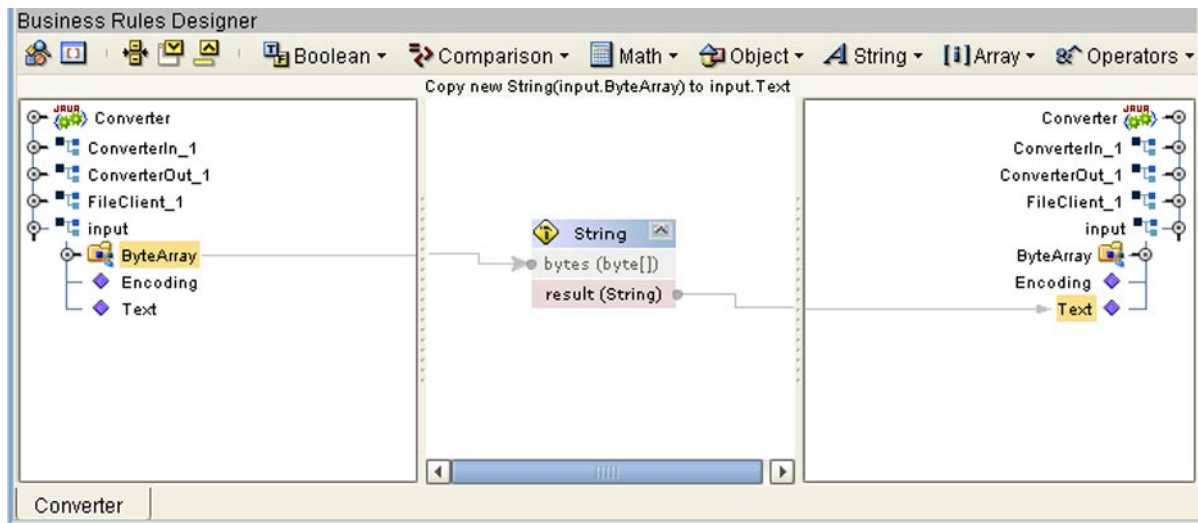 Business Rules Designer
Boolean Comparison Math Object String Array Operators
Copy new String(input.ByteArray) to input.Text
JAVA Converter
ConverterIn_1
ConverterOut_1
FileClient_1
input
ByteArray
Encoding
Text
String
bytes (byte[])
result (String)
Converter JAVA
ConverterIn_1
ConverterOut_1
FileClient_1
input
ByteArray
Encoding
Text
Converter